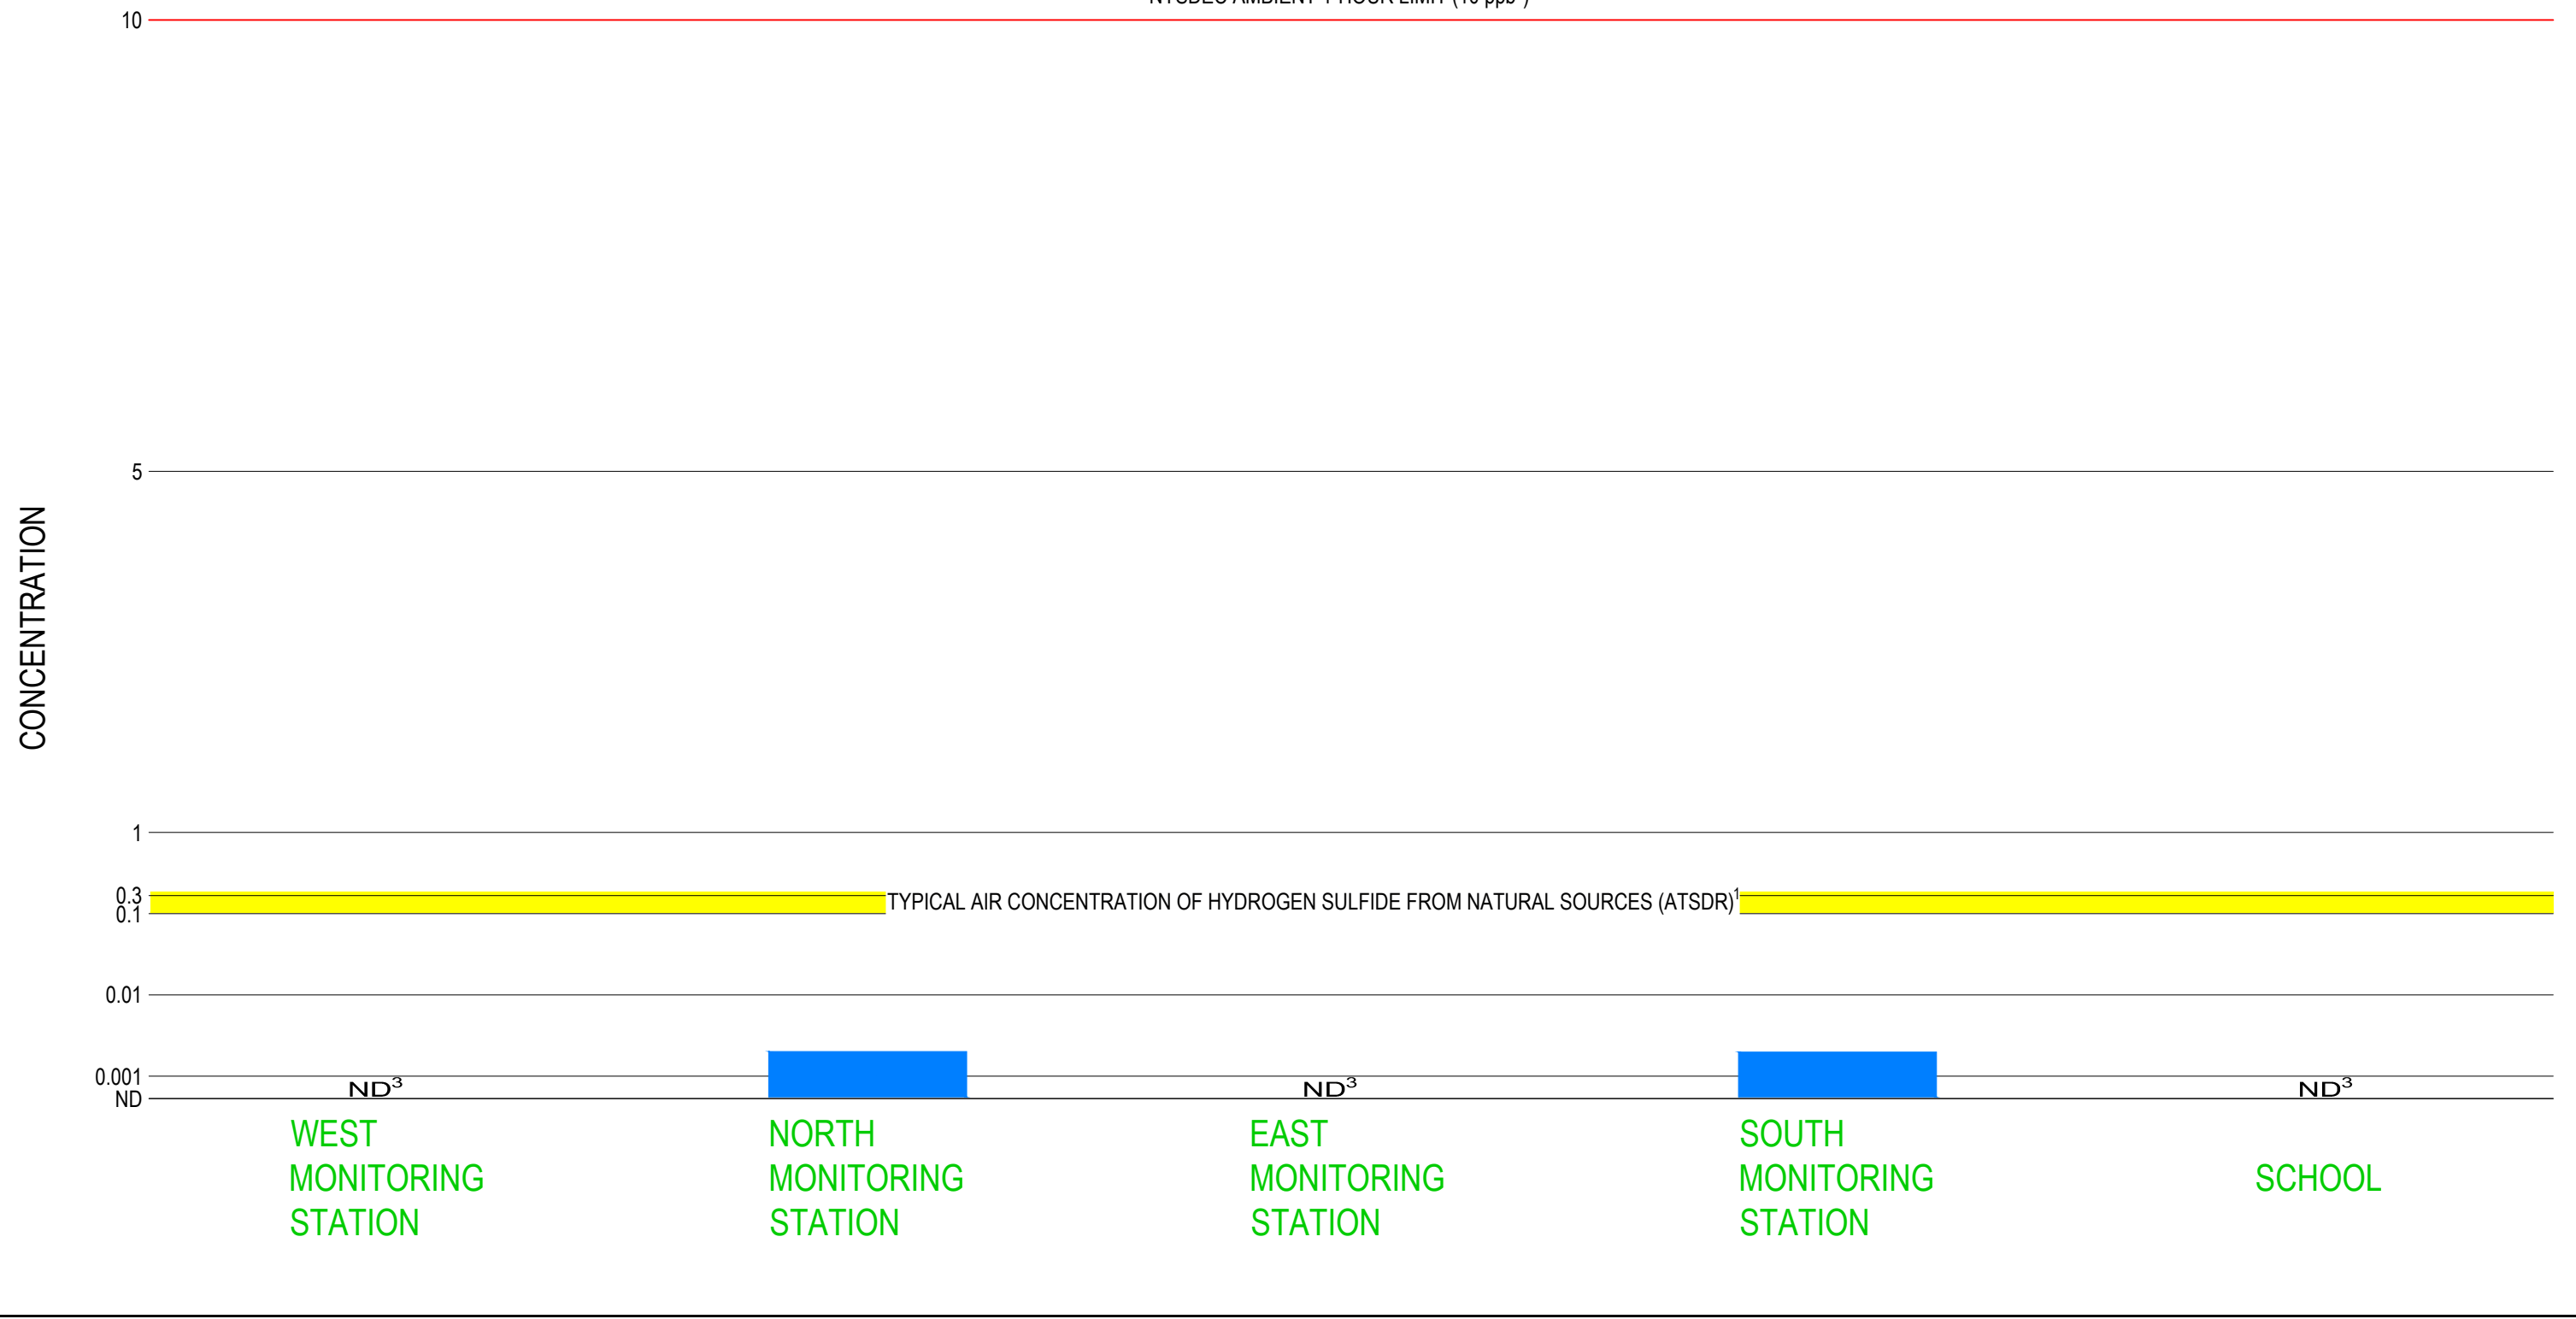 10
5
CONCENTRATION
1
0.3
0.1
TYPICAL AIR CONCENTRATION OF HYDROGEN SULFIDE FROM NATURAL SOURCES (ATSDR)1
0.01
0.001
ND
ND3
ND3
ND3
WEST
MONITORING
STATION
NORTH
MONITORING
STATION
EAST
MONITORING
STATION
SOUTH
MONITORING
STATION
SCHOOL